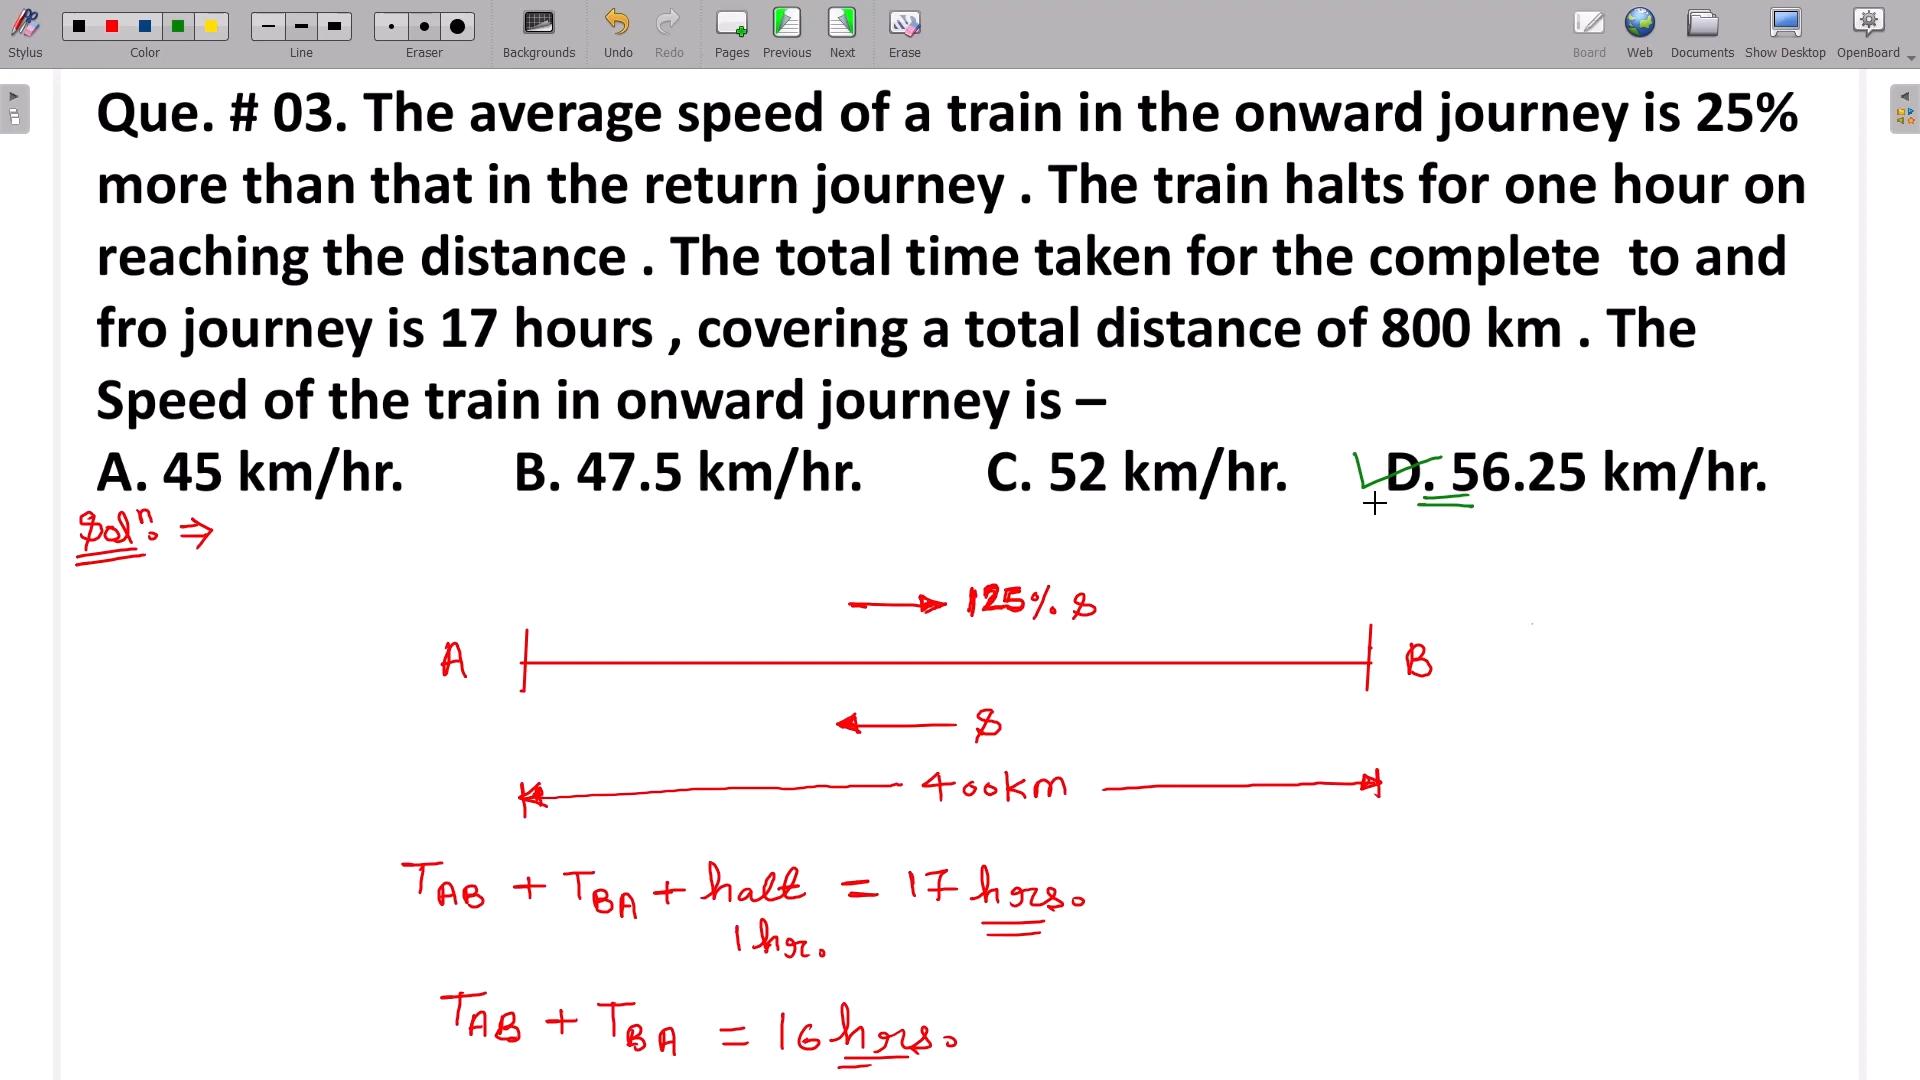 Stylus Color Line Eraser Backgrounds Undo Redo Pages Previous Next Erase Board Web Documents Show Desktop OpenBoard
Que. # 03. The average speed of a train in the onward journey is 25%
more than that in the return journey . The train halts for one hour on
reaching the distance . The total time taken for the complete to and
fro journey is 17 hours , covering a total distance of 800 km . The
Speed of the train in onward journey is –
A. 45 km/hr. B. 47.5 km/hr. C. 52 km/hr. D. 56.25 km/hr.
Solⁿ. ⇒
125% S
A B
S
400km
T_AB + T_BA + halt = 17 hrs.
1 hr.
T_AB + T_BA = 16 hrs.